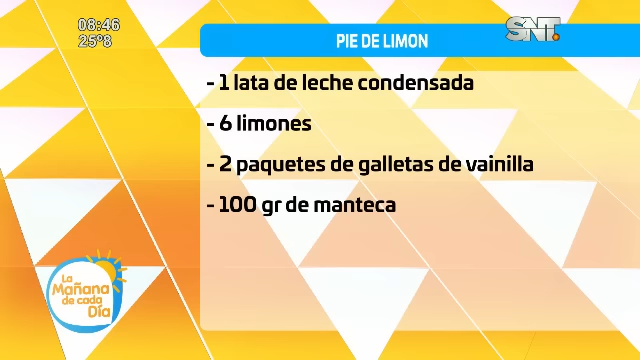 08:46
25°8
SNT.
PIE DE LIMON
- 1 lata de leche condensada
- 6 limones
- 2 paquetes de galletas de vainilla
- 100 gr de manteca
La
Mañana
de cada
Día